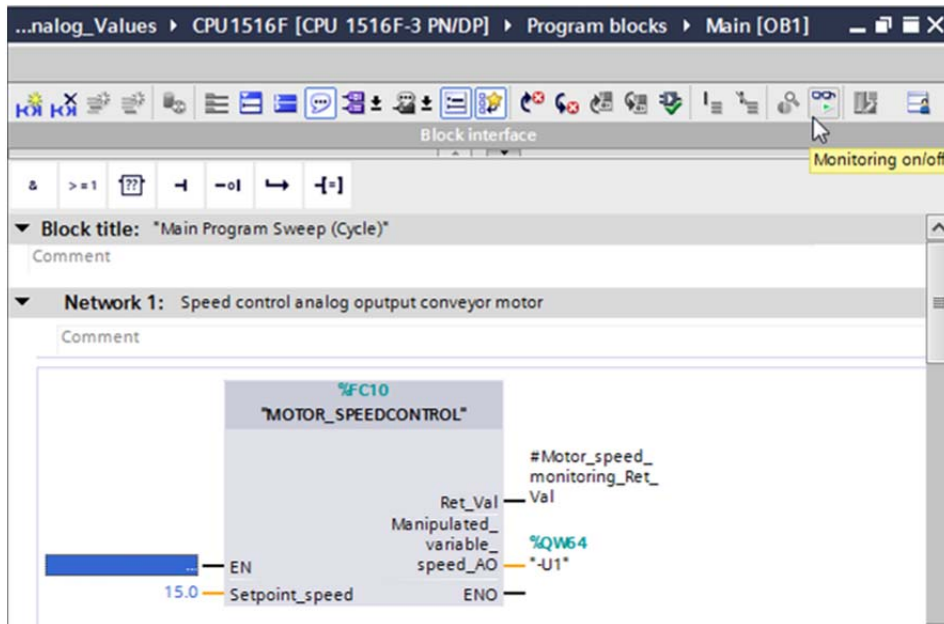 ...nalog_Values ▸ CPU1516F [CPU 1516F-3 PN/DP] ▸ Program blocks ▸ Main [OB1]
Block interface
Monitoring on/off
& >=1 ?? -o| -[=]
Block title: "Main Program Sweep (Cycle)"
Comment
Network 1: Speed control analog oputput conveyor motor
Comment
%FC10
"MOTOR_SPEEDCONTROL"
#Motor_speed_
monitoring_Ret_
Ret_Val Val
Manipulated_
variable_ %QW64
... EN speed_AO "-U1"
15.0 Setpoint_speed ENO